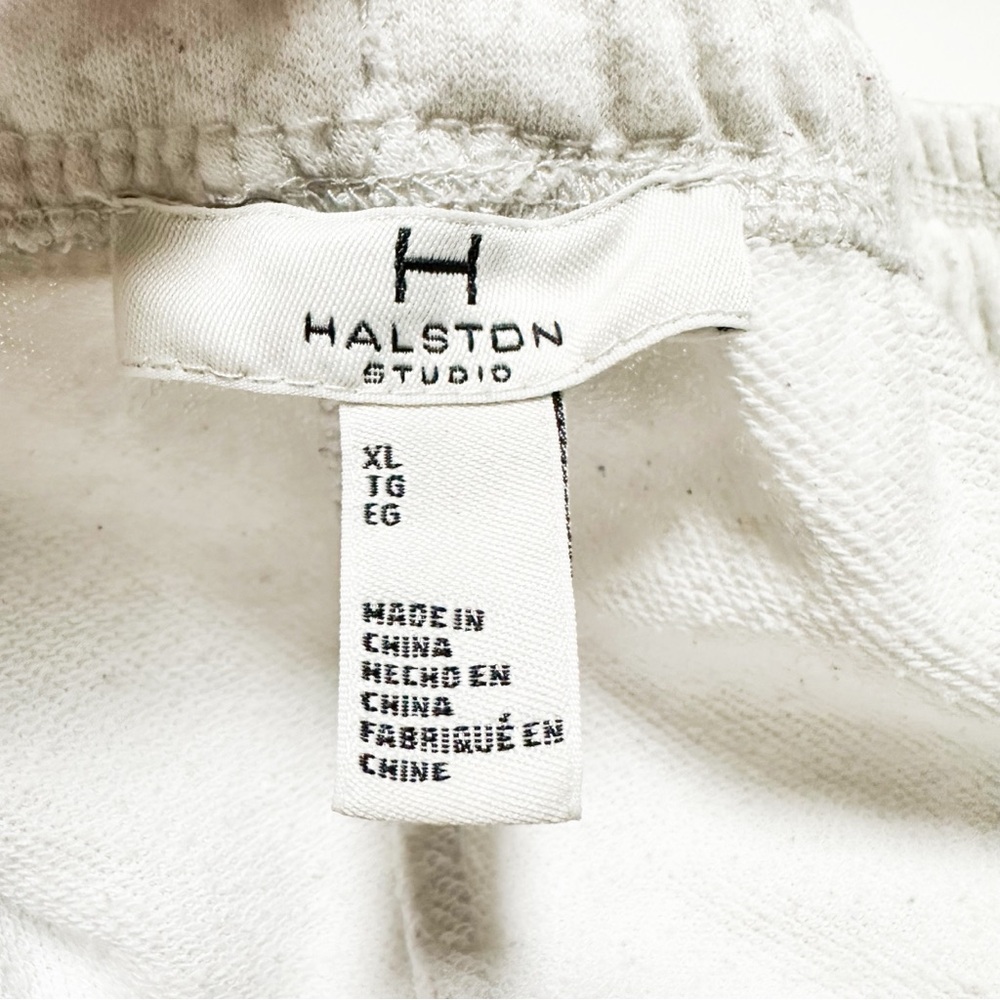 H
HALSTON
STUDIO
XL
TG
EG
MADE IN
CHINA
HECHO EN
CHINA
FABRIQUÉ EN
CHINE